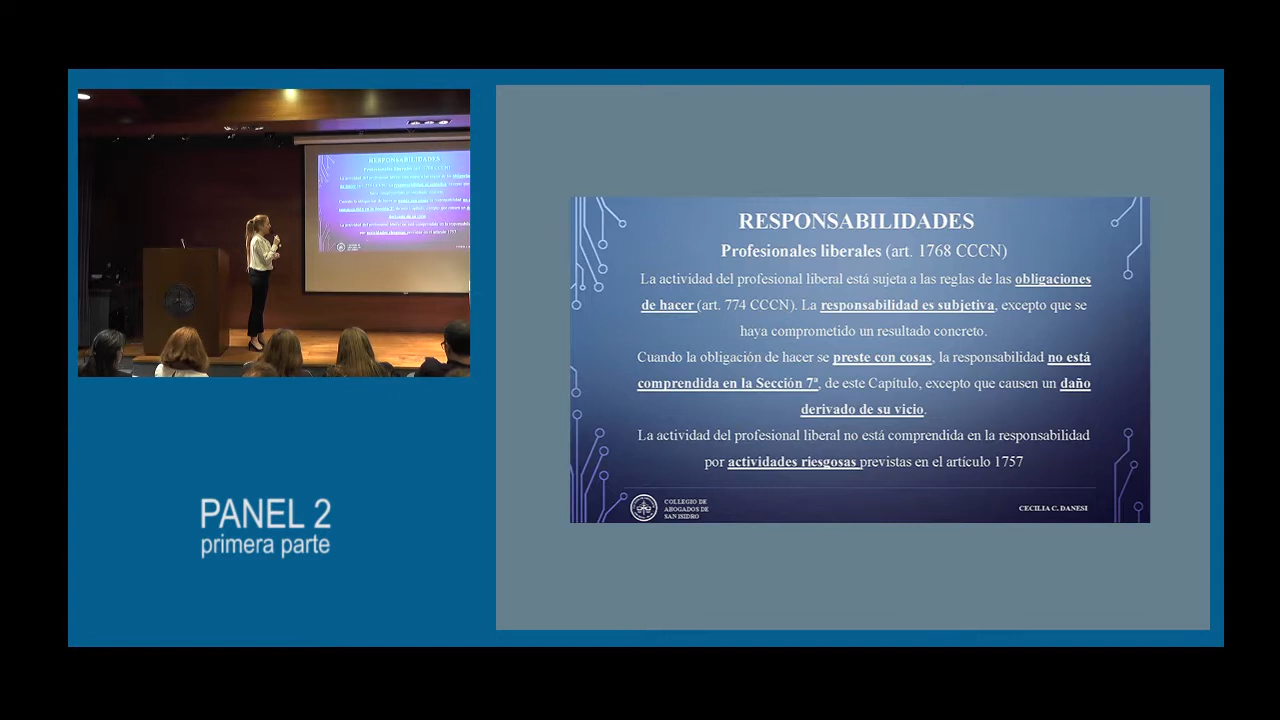 RESPONSABILIDADES
Profesionales liberales (art. 1768 CCCN)
La actividad del profesional liberal está sujeta a las reglas de las obligaciones
de hacer (art. 774 CCCN). La responsabilidad es subjetiva, excepto que se
haya comprometido un resultado concreto.
Cuando la obligación de hacer se preste con cosas, la responsabilidad no está
comprendida en la Sección 7ª, de este Capítulo, excepto que causen un daño
derivado de su vicio.
La actividad del profesional liberal no está comprendida en la responsabilidad
por actividades riesgosas previstas en el artículo 1757
COLLEGIO DE
ABOGADOS DE
SAN ISIDRO
CECILIA C. DANESI
PANEL 2
primera parte
RESPONSABILIDADES